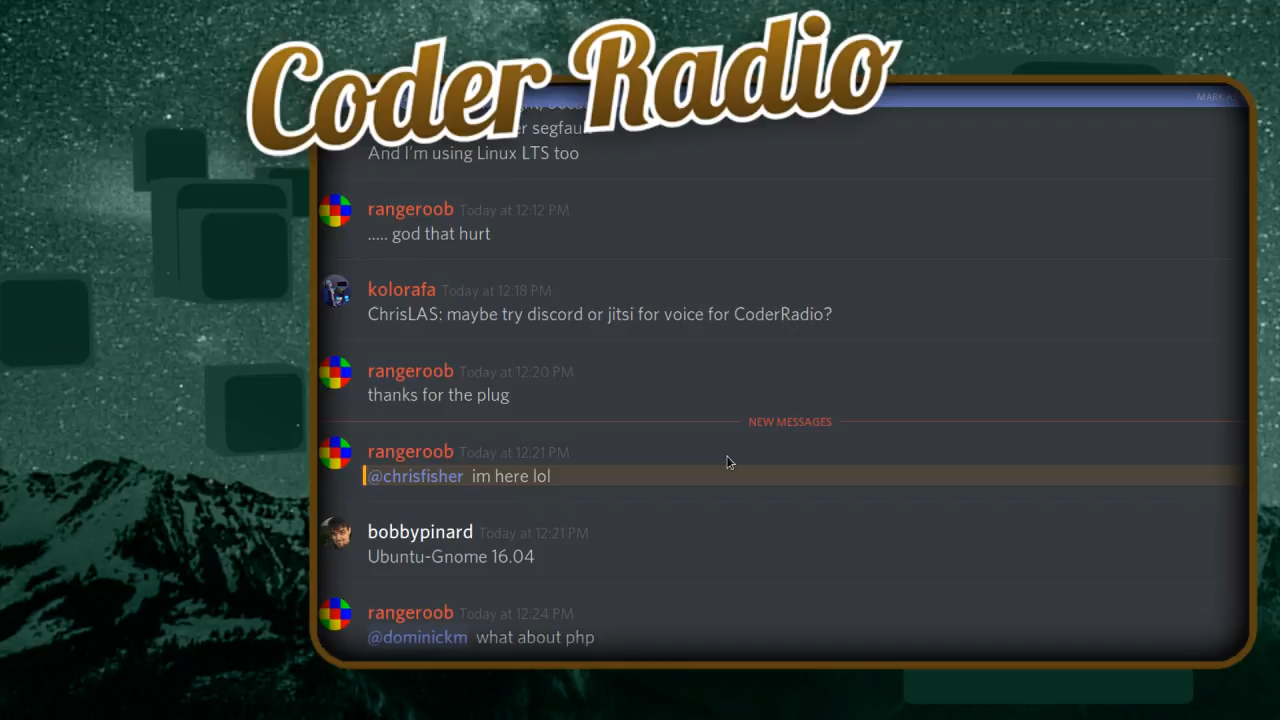 Coder Radio
MARK A
er segfau
And I'm using Linux LTS too
rangeroob Today at 12:12 PM
..... god that hurt
kolorafa Today at 12:18 PM
ChrisLAS: maybe try discord or jitsi for voice for CoderRadio?
rangeroob Today at 12:20 PM
thanks for the plug
NEW MESSAGES
rangeroob Today at 12:21 PM
@chrisfisher im here lol
bobbypinard Today at 12:21 PM
Ubuntu-Gnome 16.04
rangeroob Today at 12:24 PM
@dominickm what about php